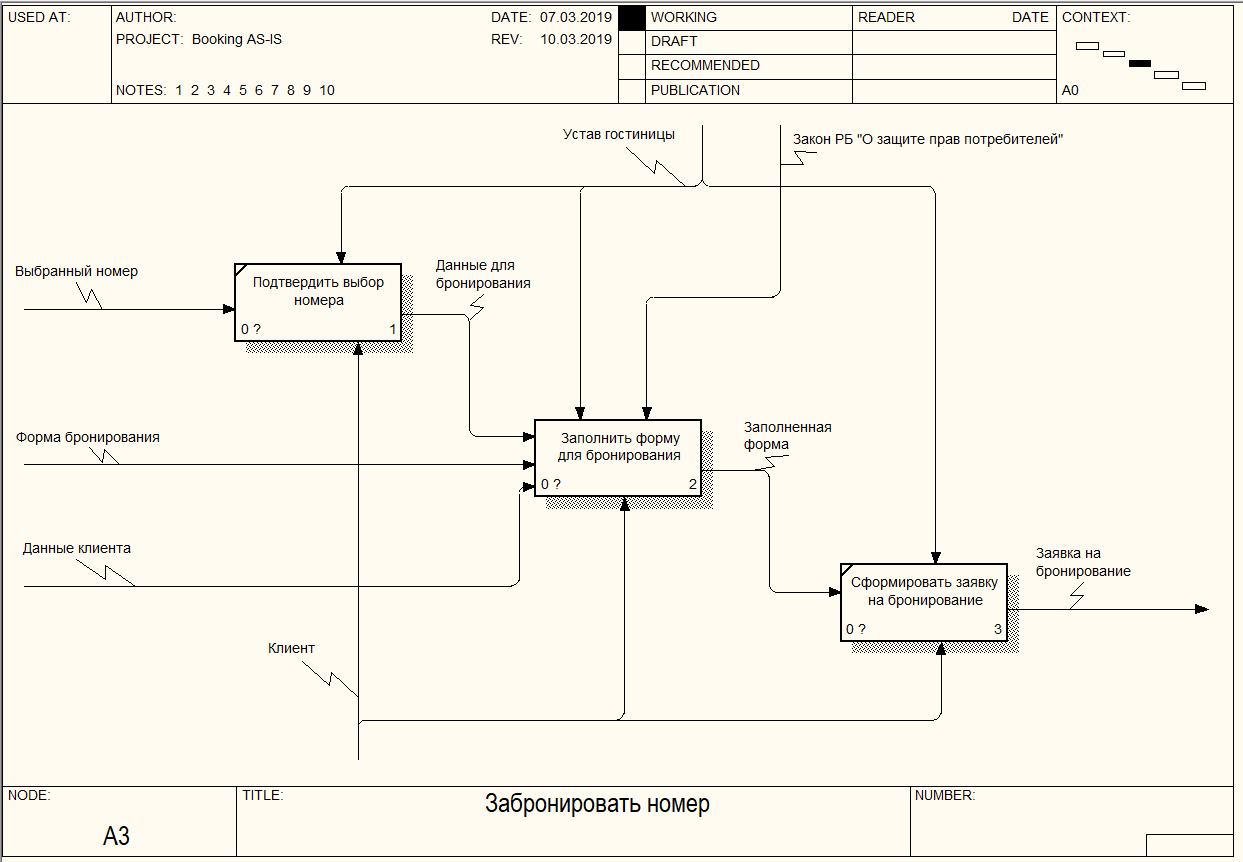 USED AT:
AUTHOR:
DATE: 07.03.2019
PROJECT: Booking AS-IS
REV: 10.03.2019
NOTES: 1 2 3 4 5 6 7 8 9 10
WORKING
DRAFT
RECOMMENDED
PUBLICATION
READER DATE
CONTEXT:
A0
Устав гостиницы
Закон РБ "О защите прав потребителей"
Выбранный номер
Подтвердить выбор
номера
0 ? 1
Данные для
бронирования
Форма бронирования
Заполнить форму
для бронирования
0 ? 2
Заполненная
форма
Данные клиента
Сформировать заявку
на бронирование
0 ? 3
Заявка на
бронирование
Клиент
NODE:
A3
TITLE:
Забронировать номер
NUMBER: